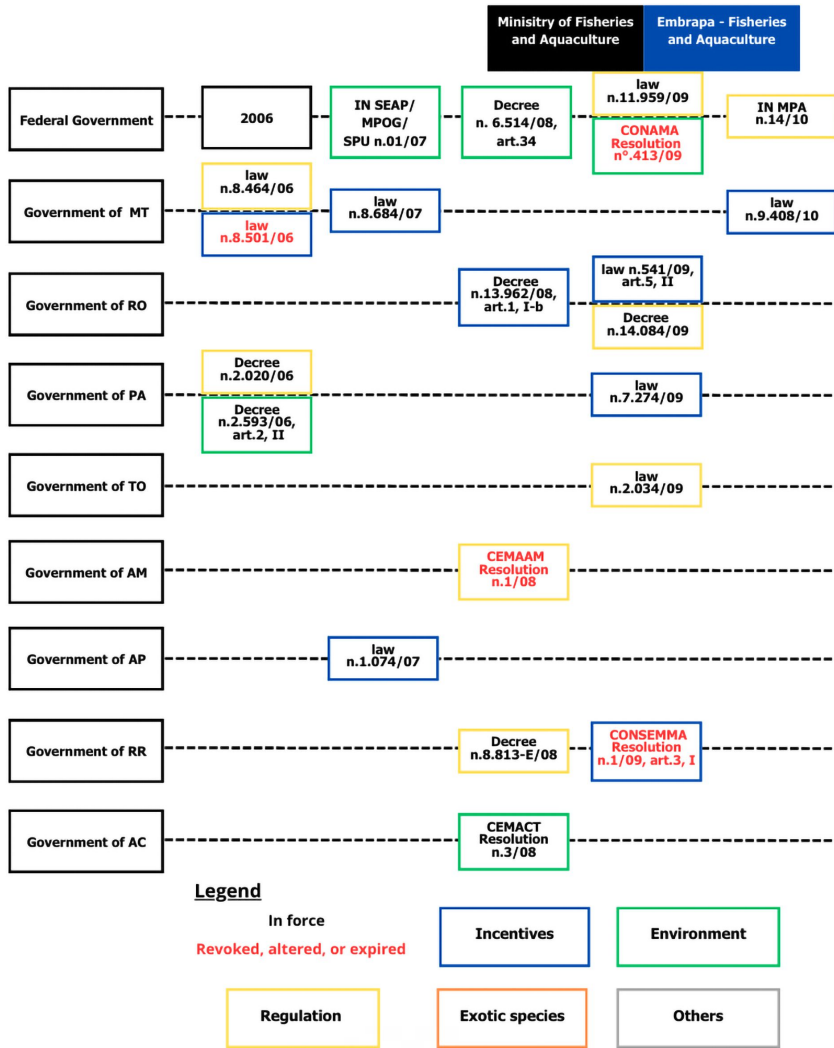 Minisitry of Fisheries
and Aquaculture
Embrapa - Fisheries
and Aquaculture
Federal Government
2006
IN SEAP/
MPOG/
SPU n.01/07
Decree
n. 6.514/08,
art.34
law
n.11.959/09
CONAMA
Resolution
n°.413/09
IN MPA
n.14/10
Government of MT
law
n.8.464/06
law
n.8.501/06
law
n.8.684/07
law
n.9.408/10
Government of RO
Decree
n.13.962/08,
art.1, I-b
law n.541/09,
art.5, II
Decree
n.14.084/09
Government of PA
Decree
n.2.020/06
Decree
n.2.593/06,
art.2, II
law
n.7.274/09
Government of TO
law
n.2.034/09
Government of AM
CEMAAM
Resolution
n.1/08
Government of AP
law
n.1.074/07
Government of RR
Decree
n.8.813-E/08
CONSEMMA
Resolution
n.1/09, art.3, I
Government of AC
CEMACT
Resolution
n.3/08
Legend
In force
Revoked, altered, or expired
Incentives
Environment
Regulation
Exotic species
Others